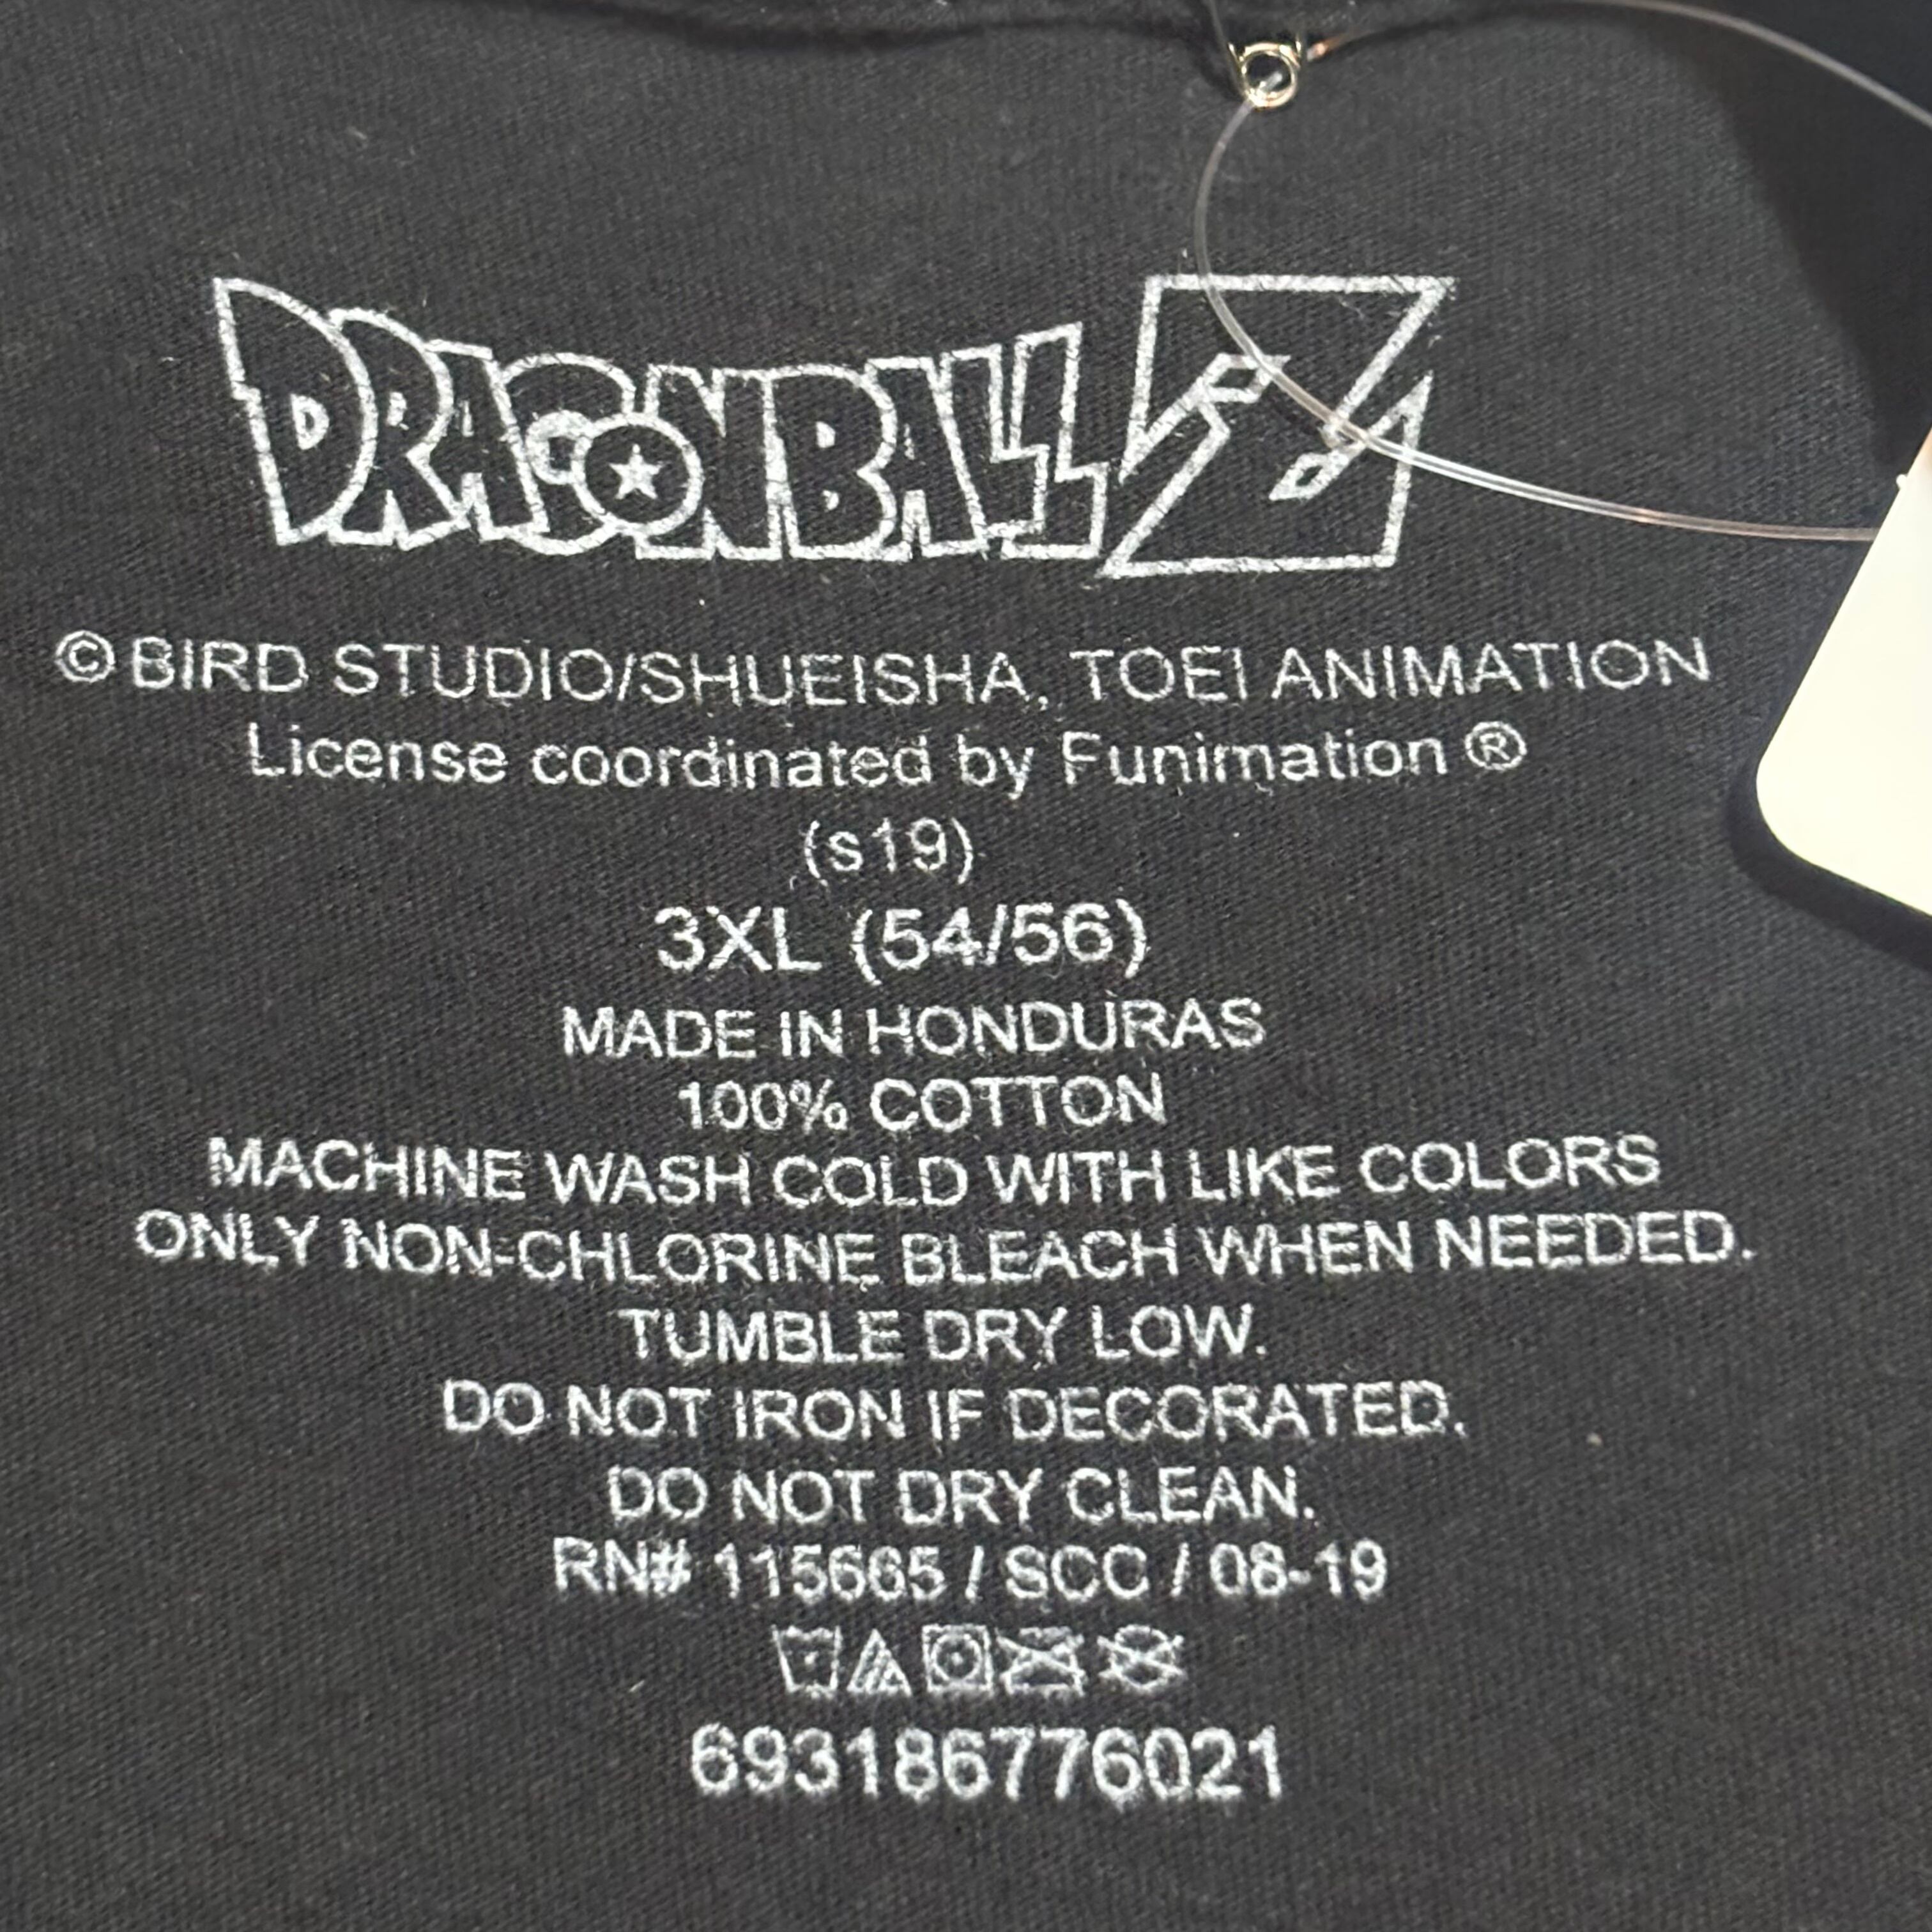 DRAGONBALL Z
© BIRD STUDIO/SHUEISHA, TOEI ANIMATION
License coordinated by Funimation ®
(s19)
3XL (54/56)
MADE IN HONDURAS
100% COTTON
MACHINE WASH COLD WITH LIKE COLORS
ONLY NON-CHLORINE BLEACH WHEN NEEDED.
TUMBLE DRY LOW.
DO NOT IRON IF DECORATED.
DO NOT DRY CLEAN.
RN# 115665 / SCC / 08-19
693186776021